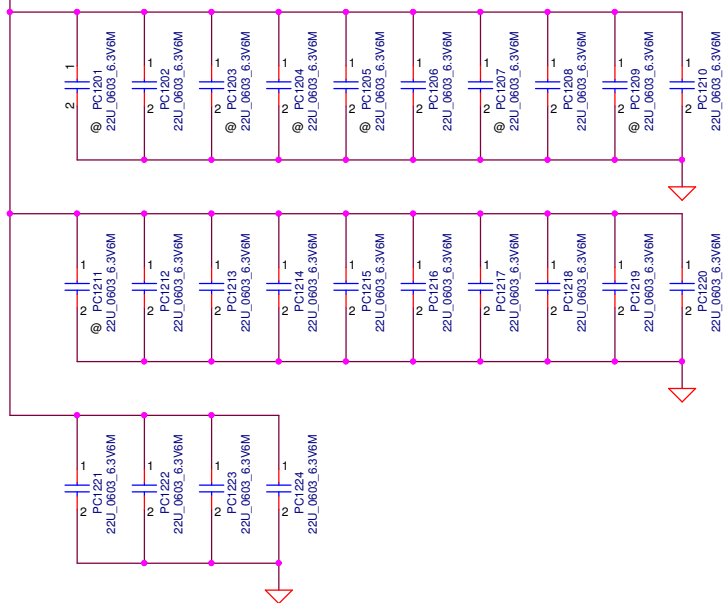 1
2
@
PC1201
22U_0603_6.3V6M
1
2
PC1202
22U_0603_6.3V6M
1
2
@
PC1203
22U_0603_6.3V6M
1
2
@
PC1204
22U_0603_6.3V6M
1
2
@
PC1205
22U_0603_6.3V6M
1
2
PC1206
22U_0603_6.3V6M
1
2
@
PC1207
22U_0603_6.3V6M
1
2
PC1208
22U_0603_6.3V6M
1
2
@
PC1209
22U_0603_6.3V6M
1
2
PC1210
22U_0603_6.3V6M
1
2
@
PC1211
22U_0603_6.3V6M
1
2
PC1212
22U_0603_6.3V6M
1
2
PC1213
22U_0603_6.3V6M
1
2
PC1214
22U_0603_6.3V6M
1
2
PC1215
22U_0603_6.3V6M
1
2
PC1216
22U_0603_6.3V6M
1
2
PC1217
22U_0603_6.3V6M
1
2
PC1218
22U_0603_6.3V6M
1
2
PC1219
22U_0603_6.3V6M
1
2
PC1220
22U_0603_6.3V6M
1
2
PC1221
22U_0603_6.3V6M
1
2
PC1222
22U_0603_6.3V6M
1
2
PC1223
22U_0603_6.3V6M
1
2
PC1224
22U_0603_6.3V6M